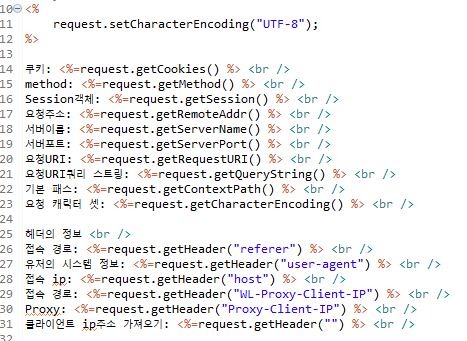 10 <%
11 request.setCharacterEncoding("UTF-8");
12 %>
13
14 쿠키: <%=request.getCookies() %> <br />
15 method: <%=request.getMethod() %> <br />
16 Session객체: <%=request.getSession() %> <br />
17 요청주소: <%=request.getRemoteAddr() %> <br />
18 서버이름: <%=request.getServerName() %> <br />
19 서버포트: <%=request.getServerPort() %> <br />
20 요청URI: <%=request.getRequestURI() %> <br />
21 요청URI쿼리 스트링: <%=request.getQueryString() %> <br />
22 기본 패스: <%=request.getContextPath() %> <br />
23 요청 캐릭터 셋: <%=request.getCharacterEncoding() %> <br />
24
25 헤더의 정보 <br />
26 접속 경로: <%=request.getHeader("referer") %> <br />
27 유저의 시스템 정보: <%=request.getHeader("user-agent") %> <br />
28 접속 ip: <%=request.getHeader("host") %> <br />
29 접속 경로: <%=request.getHeader("WL-Proxy-Client-IP") %> <br />
30 Proxy: <%=request.getHeader("Proxy-Client-IP") %> <br />
31 클라이언트 ip주소 가져오기: <%=request.getHeader("") %> <br />
32